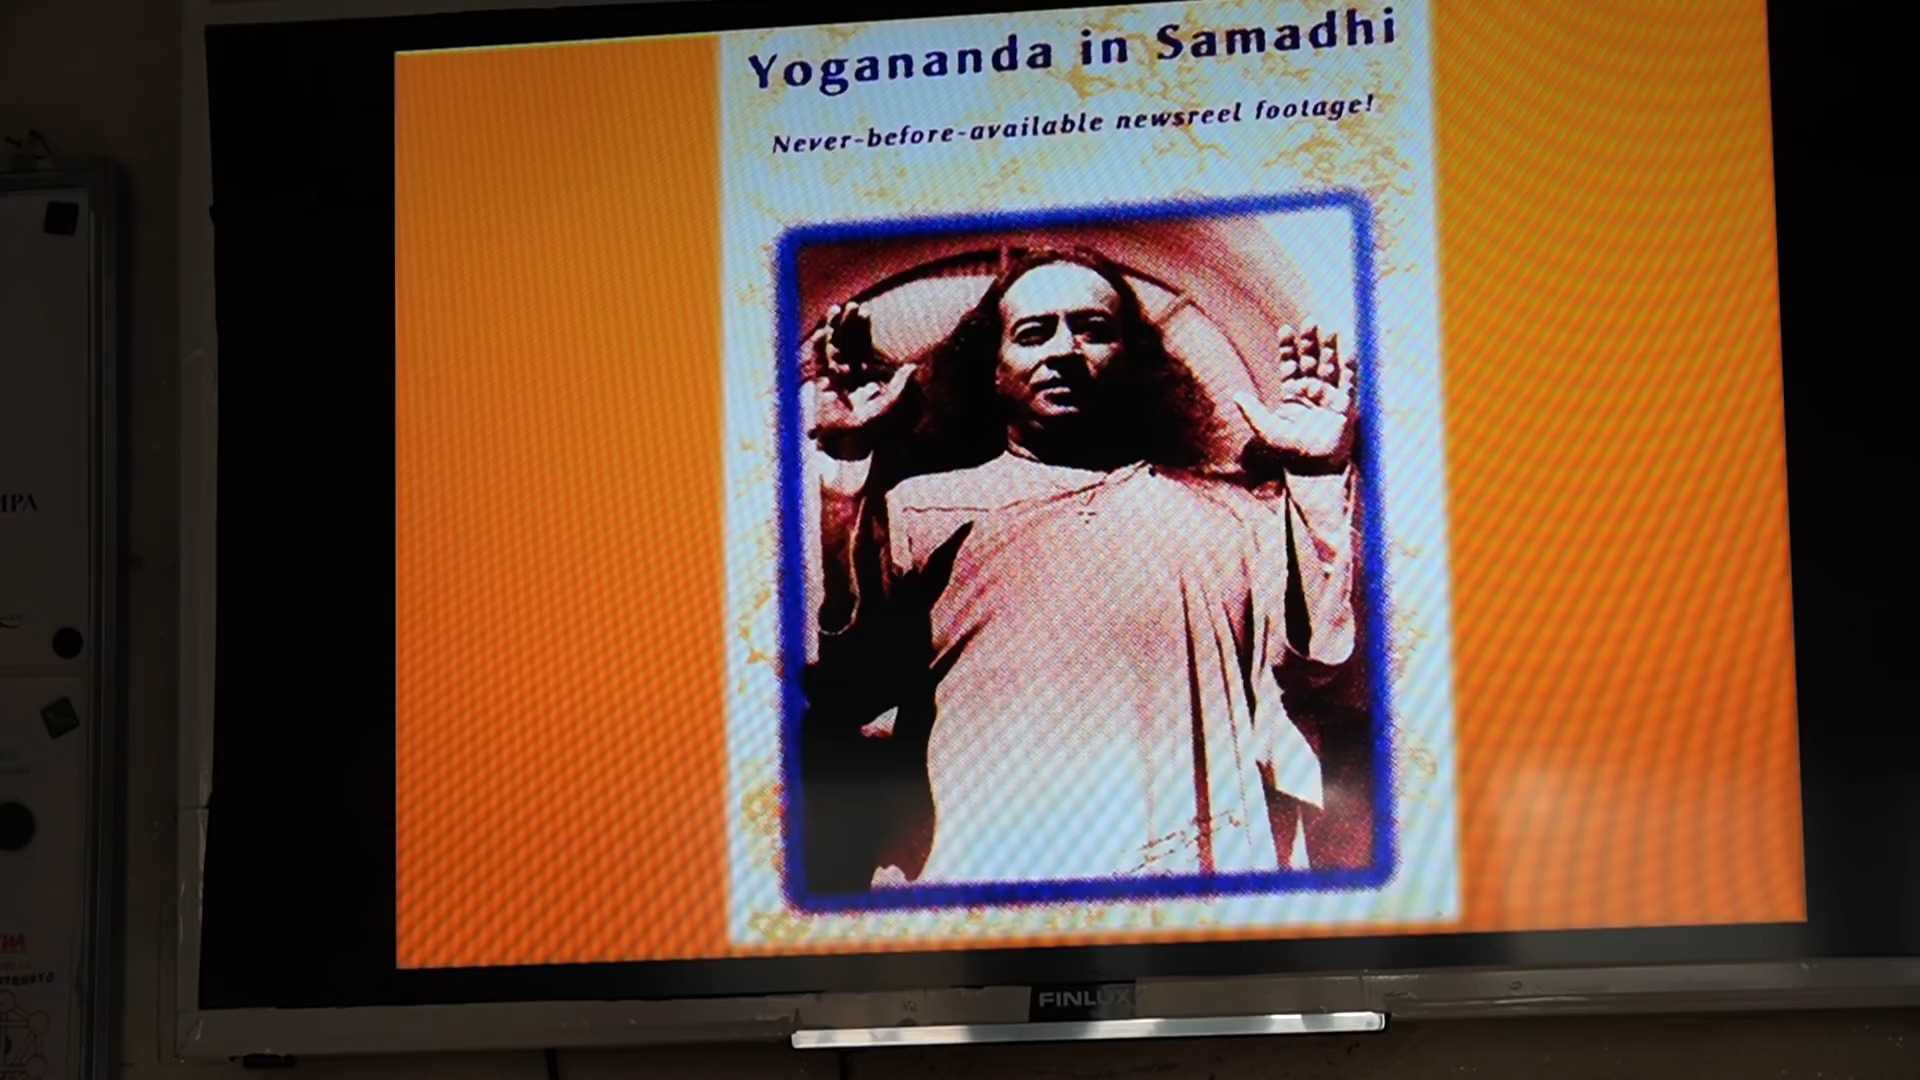 Yogananda in Samadhi
Never-before-available newsreel footage!
FINLUX